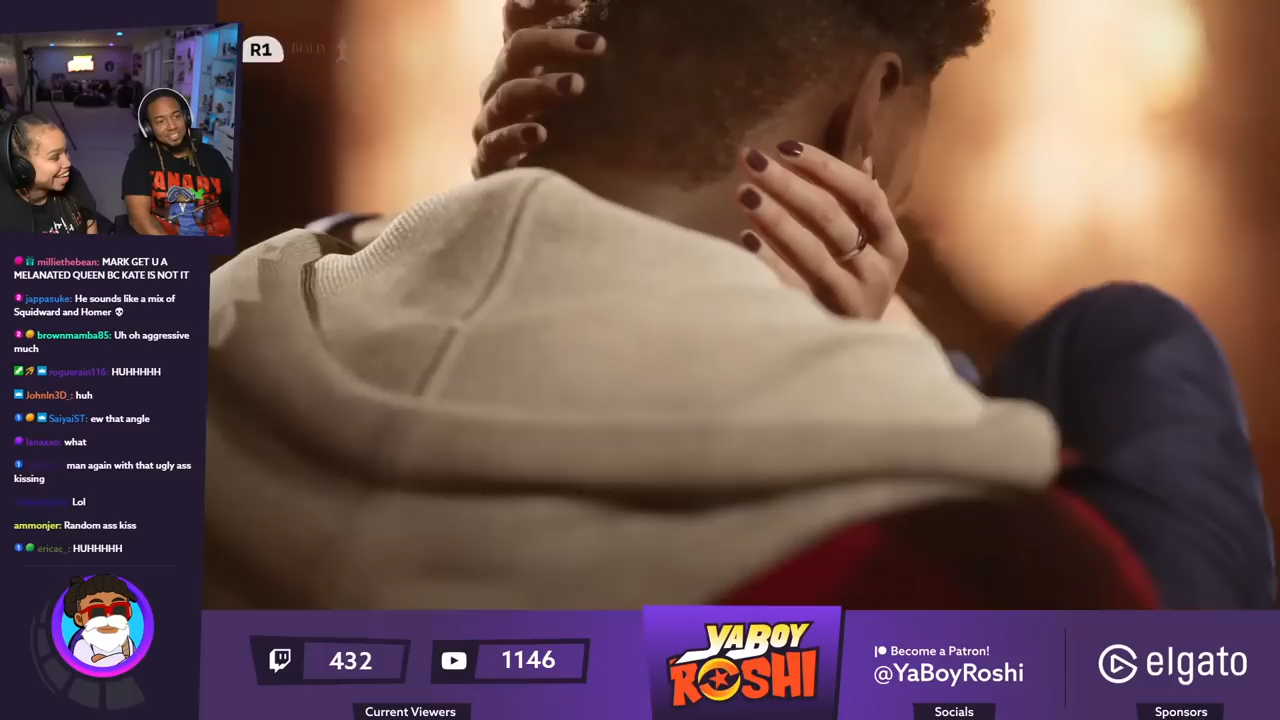 R1 BOLD
milliethebean: MARK GET U A
MELANATED QUEEN BC KATE IS NOT IT
jappasuke: He sounds like a mix of
Squidward and Homer 💀
brownmamba85: Uh oh aggressive
much
roguerain116: HUHHHHH
JohnIn3D_: huh
SaiyaiST: ew that angle
lanaxxo: what
man again with that ugly ass
kissing
Lol
ammonjer: Random ass kiss
ericac_: HUHHHHH
432
1146
Current Viewers
YABOY
ROSHI
Become a Patron!
@YaBoyRoshi
Socials
elgato
Sponsors